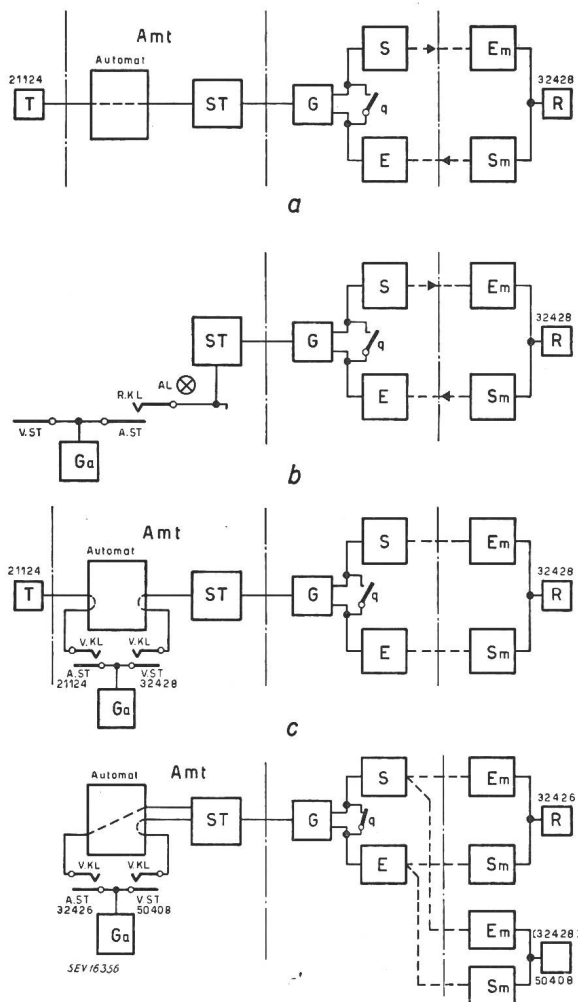 Amt
21124
Automat
T
ST
G
S
q
E
Em
Sm
32428
R
a
ST
AL
R.KL
V.ST
A.ST
Ga
G
S
q
E
Em
Sm
32428
R
b
Amt
21124
Automat
T
ST
V.KL
V.KL
A.ST
21124
V.ST
32428
Ga
G
S
q
E
Em
Sm
32428
R
c
Amt
Automat
ST
V.KL
V.KL
A.ST
32426
V.ST
50408
Ga
G
S
q
E
Em
Sm
32426
R
Em
Sm
(32428)
50408
SEV16356